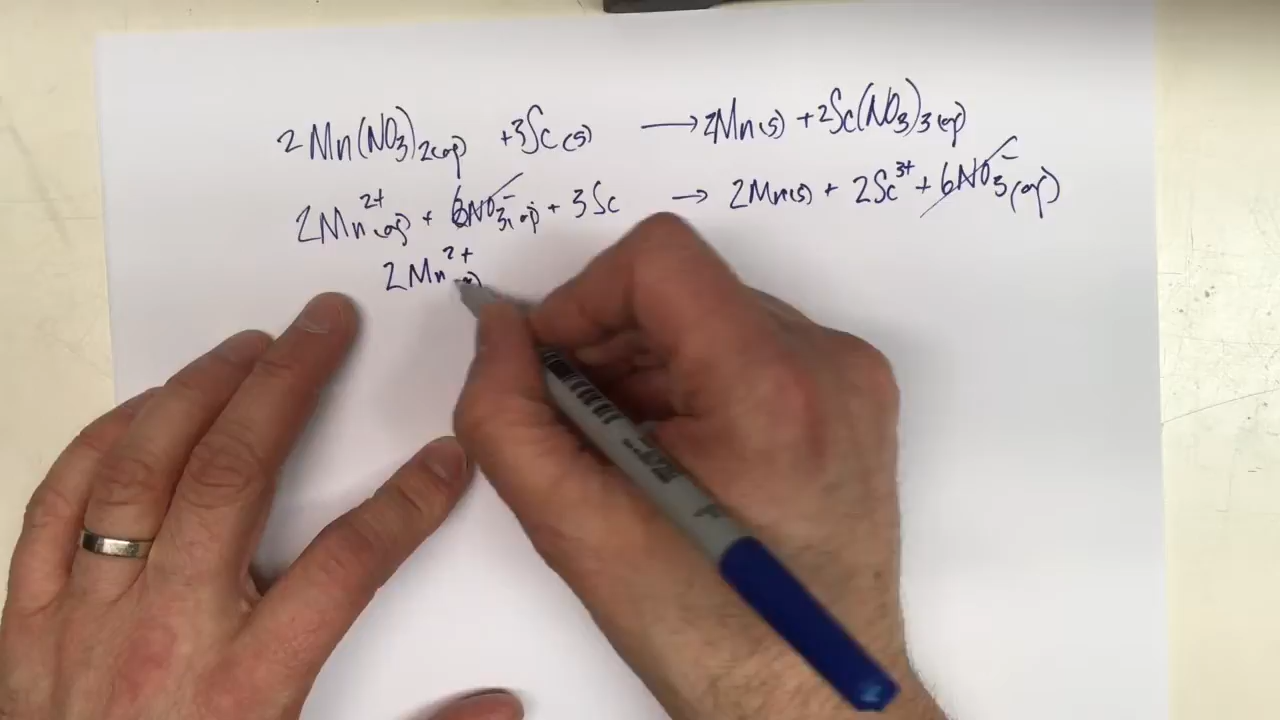 2Mn(NO3)2(aq) + 3Sc(s) → 2Mn(s) + 2Sc(NO3)3(aq)
2Mn2+(aq) + 6NO3-(aq) + 3Sc → 2Mn(s) + 2Sc3+ + 6NO3-(aq)
2Mn2+